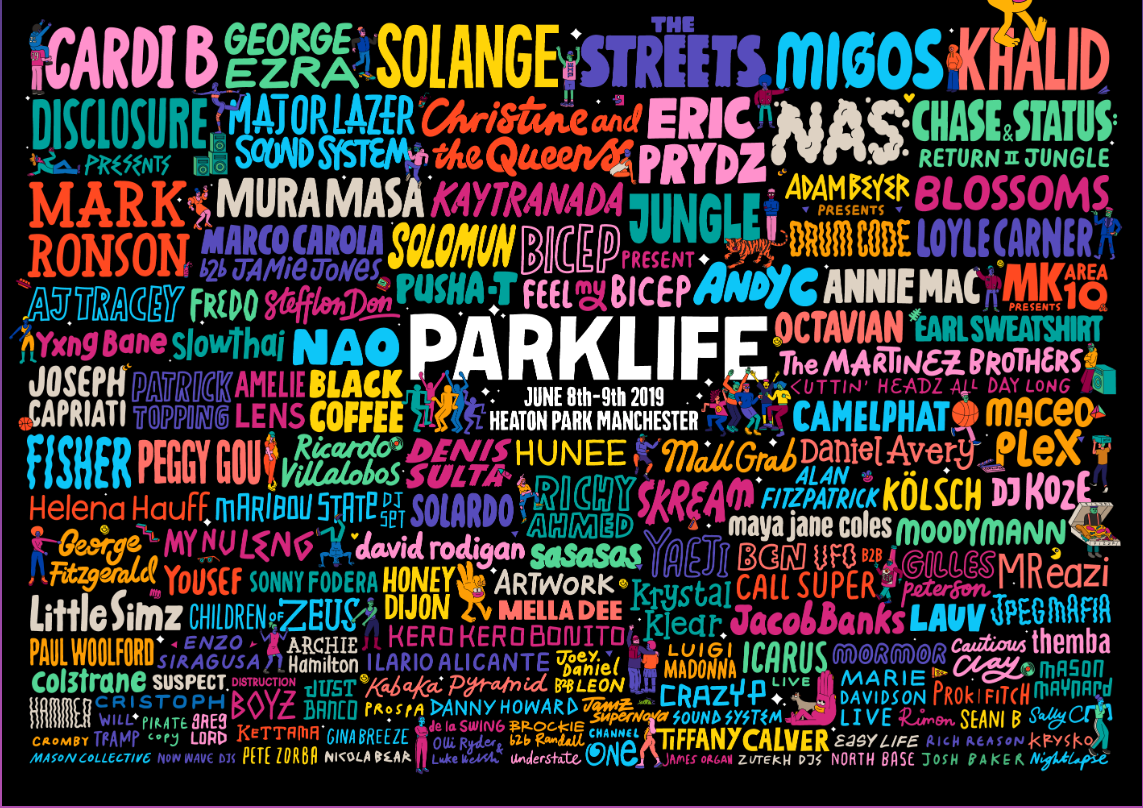 CARDI B GEORGE EZRA SOLANGE THE STREETS MIGOS KHALID
DISCLOSURE PRESENTS MAJOR LAZER SOUND SYSTEM Christine and the Queens ERIC PRYDZ NAS CHASE & STATUS: RETURN II JUNGLE
MARK RONSON MURA MASA KAYTRANADA JUNGLE ADAM BEYER PRESENTS DRUM CODE BLOSSOMS
MARCO CAROLA b2b JAMIE JONES SOLOMUN BICEP PRESENT FEEL my BICEP LOYLE CARNER
AJ TRACEY FREDO Stefflon Don PUSHA-T ANDY C ANNIE MAC MK PRESENTS AREA 10
Yxng Bane Slowthai NAO PARKLIFE OCTAVIAN EARL SWEATSHIRT
The MARTINEZ BROTHERS CUTTIN' HEADZ ALL DAY LONG
JOSEPH CAPRIATI PATRICK TOPPING AMELIE LENS BLACK COFFEE
JUNE 8th-9th 2019
HEATON PARK MANCHESTER
CAMELPHAT MACEO PLEX
FISHER PEGGY GOU Ricardo Villalobos DENIS SULTA HUNEE Mall Grab Daniel Avery
Helena Hauff MARIBOU STATE DJ SET SOLARDO RICHY AHMED SKREAM ALAN FITZPATRICK KÖLSCH DJ KOZE
maya jane coles MOODYMANN
George Fitzgerald MY NU LENG david rodigan sasasas YAEJI BEN UFO B2B CALL SUPER GILLES Peterson MR eazi
YOUSEF SONNY FODERA HONEY DIJON ARTWORK Krystal Klear
Little Simz CHILDREN of ZEUS MELLA DEE Jacob Banks LAUV JPEGMAFIA
PAUL WOOLFORD ENZO SIRAGUSA ARCHIE Hamilton KERO KERO BONITO LUIGI MADONNA ICARUS LIVE MORMOR Cautious Clay themba
ILARIO ALICANTE Joey Daniel B2B LEON
col3trane SUSPECT DISTRUCTION BOYZ JUST BANCO Kabaka Pyramid CRAZY P SOUND SYSTEM MARIE DAVIDSON LIVE PROK I FITCH MASON MAYNARD
HAMMER CRISTOPH PROSPA DANNY HOWARD Jamz Supernova Rimon SEANI B Sally C
CROMBY WILL TRAMP PIRATE COPY AREG LORD KETTAMA GINA BREEZE de la SWING BROCKIE b2b Randall CHANNEL ONE TIFFANY CALVER EASY LIFE RICH REASON KRYSKO
MASON COLLECTIVE NOW WAVE DJS PETE ZORBA NICOLA BEAR Olli Ryder & Luke Welsh understate JAMES ORGAN ZUTEKH DJS NORTH BASE JOSH BAKER Nightlapse